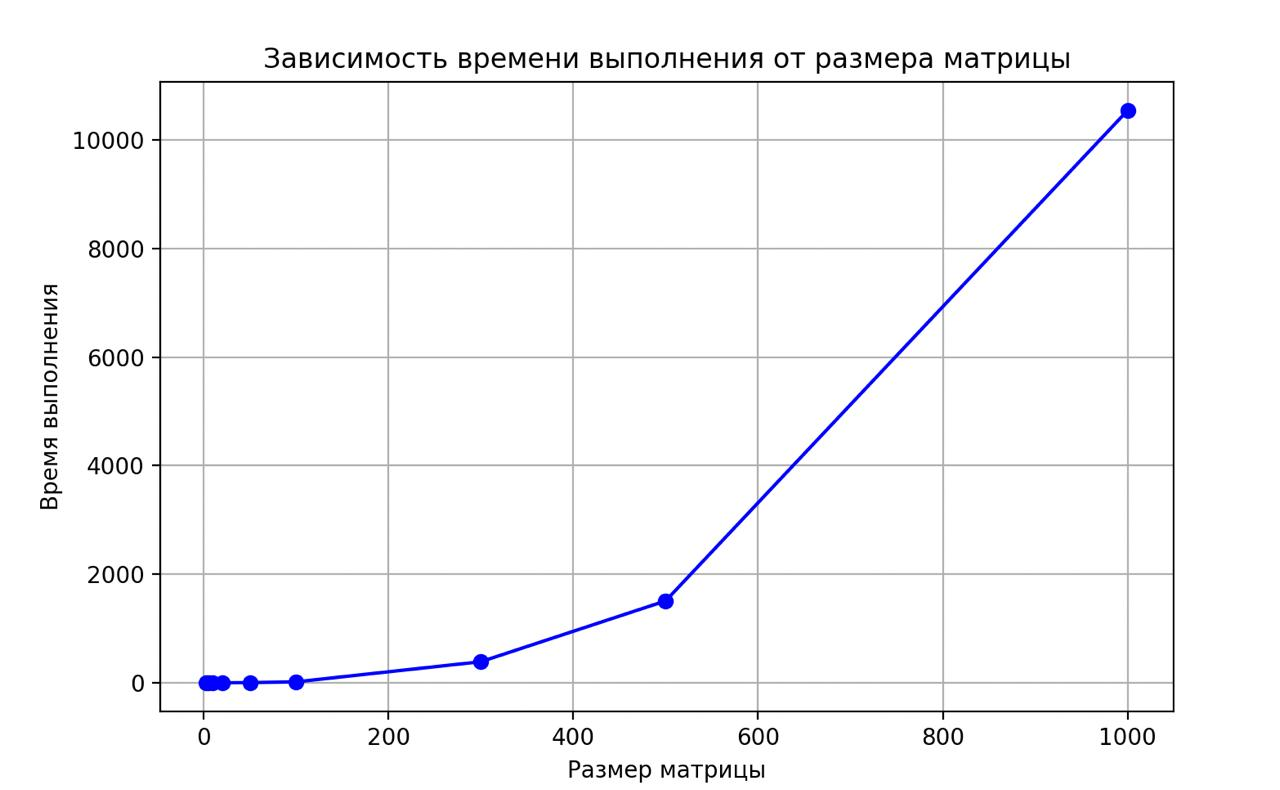 Зависимость времени выполнения от размера матрицы
10000
8000
6000
4000
2000
0
Время выполнения
0 200 400 600 800 1000
Размер матрицы